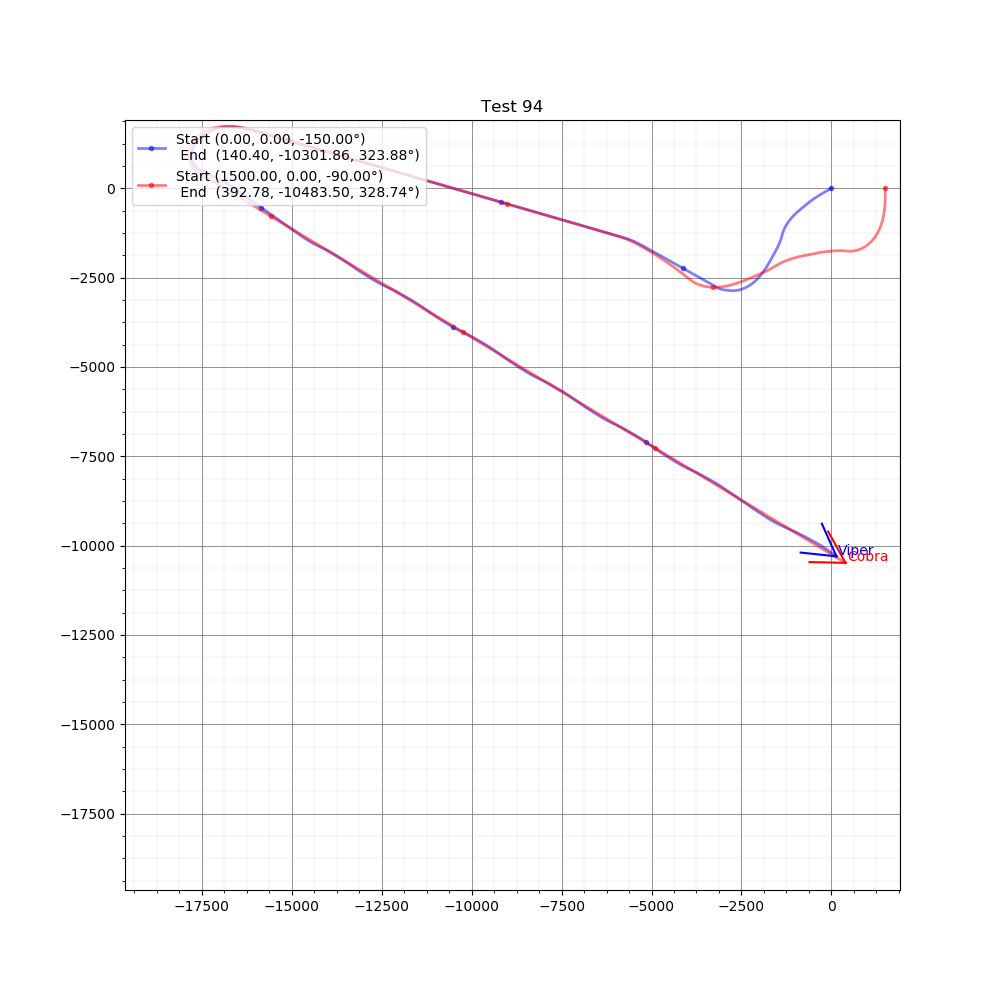 Test 94
Start (0.00, 0.00, -150.00°)
End (140.40, -10301.86, 323.88°)
Start (1500.00, 0.00, -90.00°)
End (392.78, -10483.50, 328.74°)
0
−2500
−5000
−7500
−10000
−12500
−15000
−17500
Viper
Cobra
−17500 −15000 −12500 −10000 −7500 −5000 −2500 0